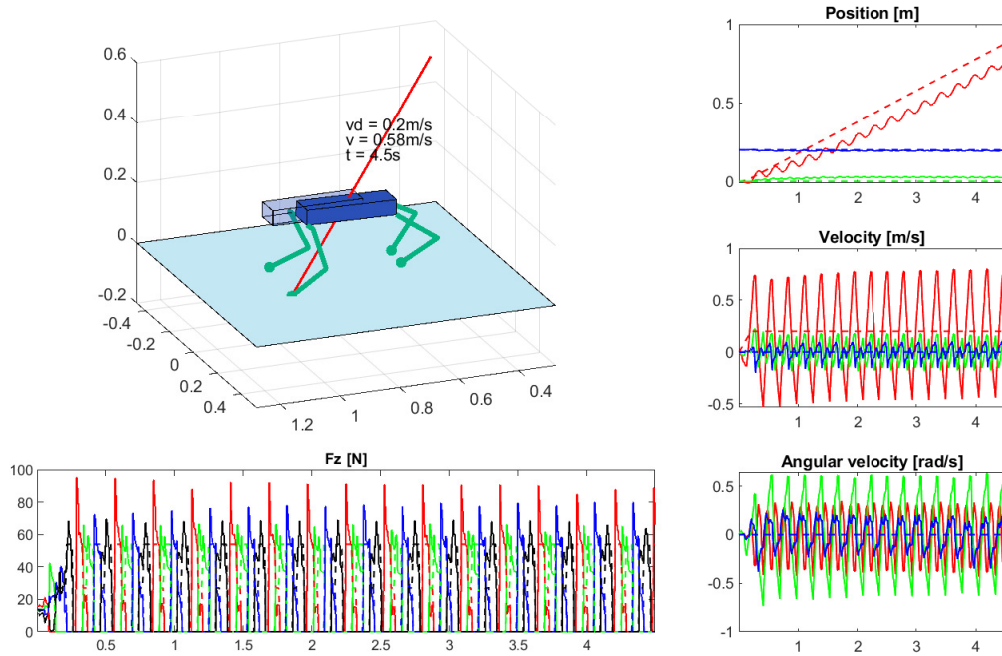 0.6
0.4
0.2
0
-0.2
-0.4
-0.2
0
0.2
0.4
1.2
1
0.8
0.6
0.4
vd = 0.2m/s
v = 0.58m/s
t = 4.5s
Position [m]
1
0.5
0
1 2 3 4
Velocity [m/s]
1
0.5
0
-0.5
1 2 3 4
Fz [N]
100
80
60
40
20
0
0.5 1 1.5 2 2.5 3 3.5 4
Angular velocity [rad/s]
0.5
0
-0.5
-1
1 2 3 4